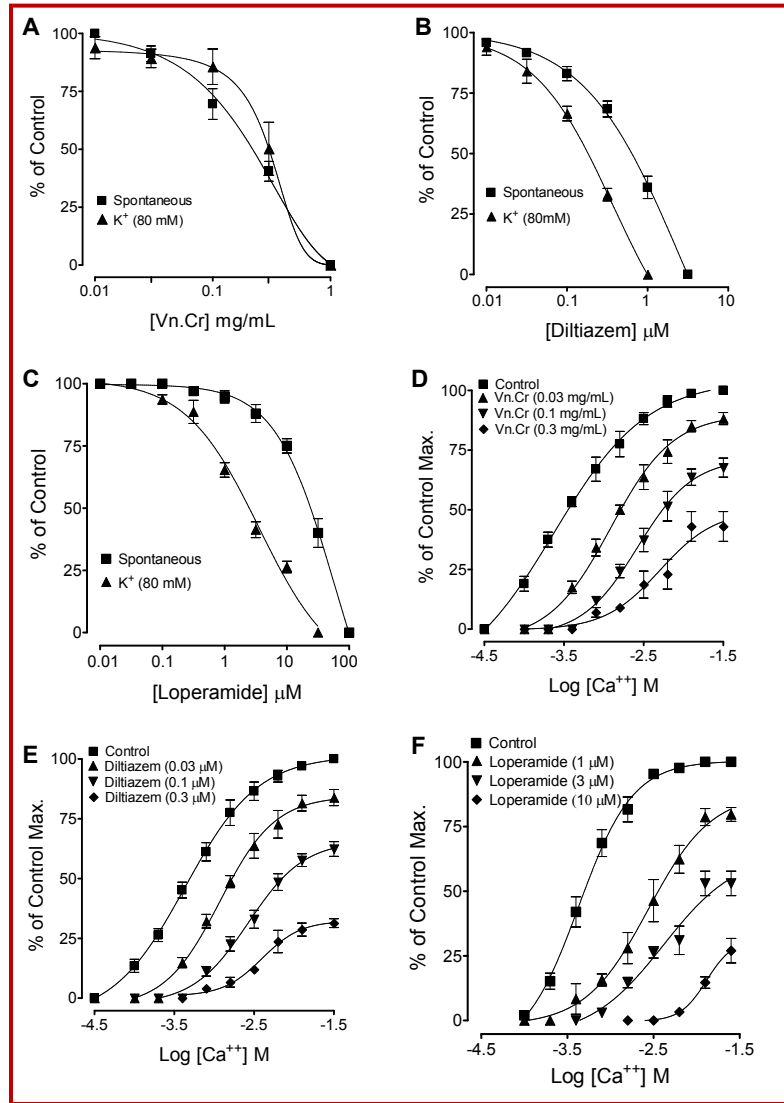 A
100
75
50
25
0
% of Control
Spontaneous
K+ (80 mM)
0.01 0.1 1
[Vn.Cr] mg/mL
B
100
75
50
25
0
% of Control
Spontaneous
K+ (80mM)
0.01 0.1 1 10
[Diltiazem] μM
C
100
75
50
25
0
% of Control
Spontaneous
K+ (80 mM)
0.01 0.1 1 10 100
[Loperamide] μM
D
100
75
50
25
0
% of Control Max.
Control
Vn.Cr (0.03 mg/mL)
Vn.Cr (0.1 mg/mL)
Vn.Cr (0.3 mg/mL)
-4.5 -3.5 -2.5 -1.5
Log [Ca++] M
E
100
75
50
25
0
% of Control Max.
Control
Diltiazem (0.03 μM)
Diltiazem (0.1 μM)
Diltiazem (0.3 μM)
-4.5 -3.5 -2.5 -1.5
Log [Ca++] M
F
100
75
50
25
0
% of Control Max.
Control
Loperamide (1 μM)
Loperamide (3 μM)
Loperamide (10 μM)
-4.5 -3.5 -2.5 -1.5
Log [Ca++] M